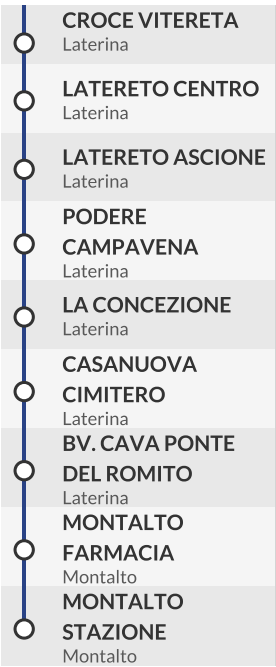 CROCE VITERETA
Laterina
LATERETO CENTRO
Laterina
LATERETO ASCIONE
Laterina
PODERE
CAMPAVENA
Laterina
LA CONCEZIONE
Laterina
CASANUOVA
CIMITERO
Laterina
BV. CAVA PONTE
DEL ROMITO
Laterina
MONTALTO
FARMACIA
Montalto
MONTALTO
STAZIONE
Montalto